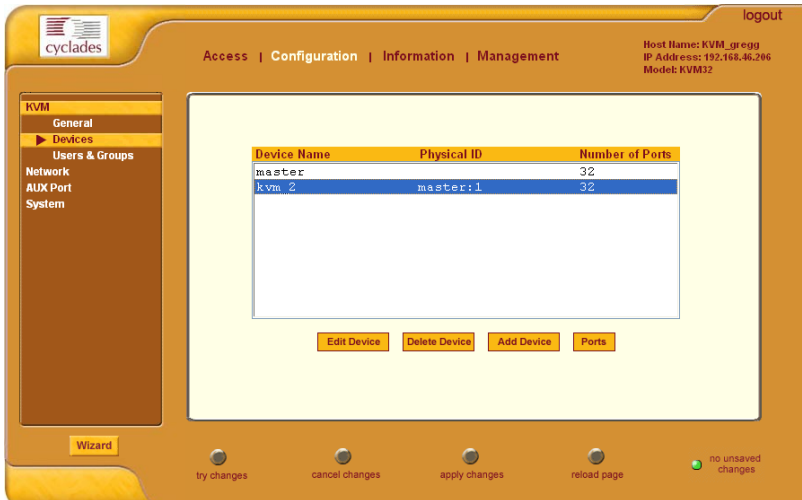 logout
cyclades
Access | Configuration | Information | Management
Host Name: KVM_gregg
IP Address: 192.168.46.206
Model: KVM32
KVM
General
Devices
Users & Groups
Network
AUX Port
System
Device Name Physical ID Number of Ports
master 32
kvm_2 master:1 32
Edit Device Delete Device Add Device Ports
Wizard
try changes cancel changes apply changes reload page
no unsaved
changes